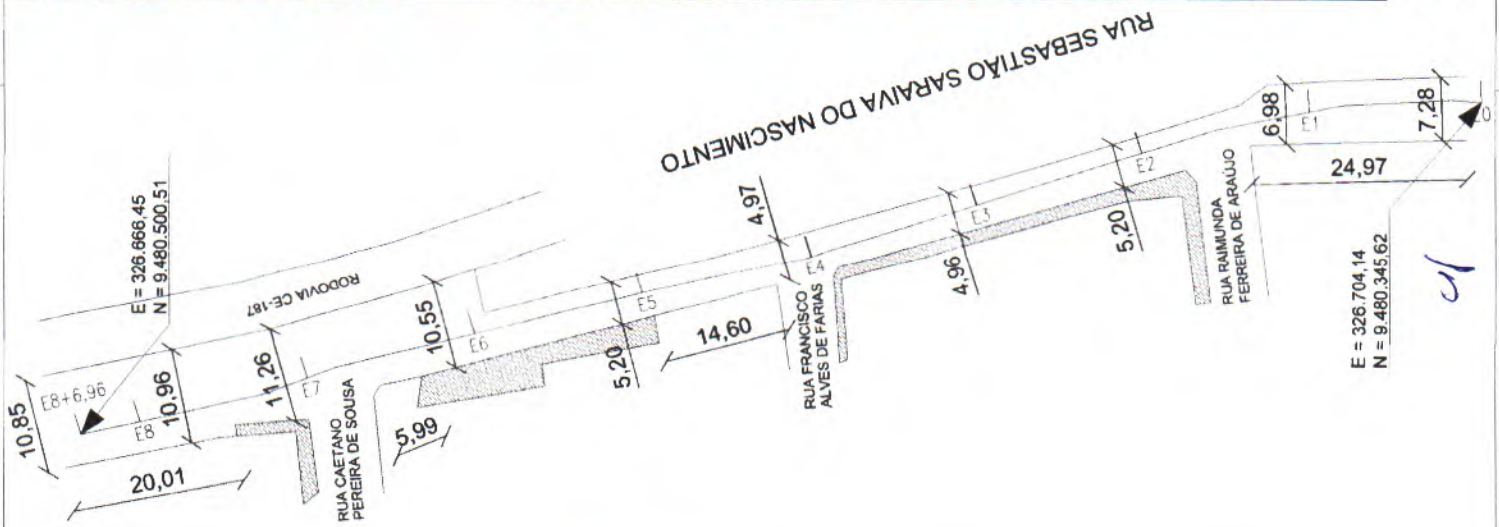 E = 326.666,45
N = 9.480.500,51
10,85
E8+6,96
E8
10,96
20,01
RODOVIA CE-187
11,26
E7
RUA CAETANO
PEREIRA DE SOUSA
10,55
E6
5,99
E5
5,20
14,60
RUA SEBASTIÃO SARAIVA DO NASCIMENTO
4,97
E4
RUA FRANCISCO
ALVES DE FARIAS
E3
4,96
E2
5,20
RUA RAIMUNDA
FERREIRA DE ARAÚJO
6,98
E1
7,28
24,97
E0
E = 326.704,14
N = 9.480.345,62